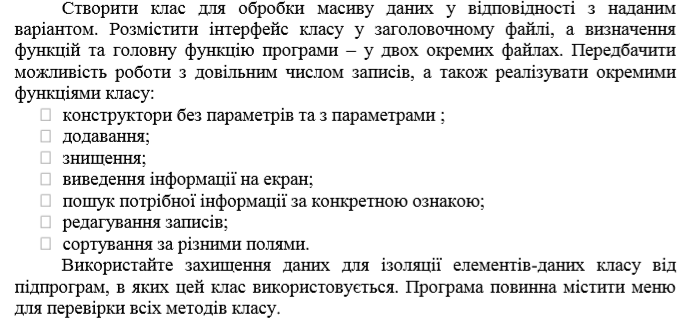 Створити клас для обробки масиву даних у відповідності з наданим
варіантом. Розмістити інтерфейс класу у заголовочному файлі, а визначення
функцій та головну функцію програми – у двох окремих файлах. Передбачити
можливість роботи з довільним числом записів, а також реалізувати окремими
функціями класу:
конструктори без параметрів та з параметрами ;
додавання;
знищення;
виведення інформації на екран;
пошук потрібної інформації за конкретною ознакою;
редагування записів;
сортування за різними полями.
Використайте захищення даних для ізоляції елементів-даних класу від
підпрограм, в яких цей клас використовується. Програма повинна містити меню
для перевірки всіх методів класу.